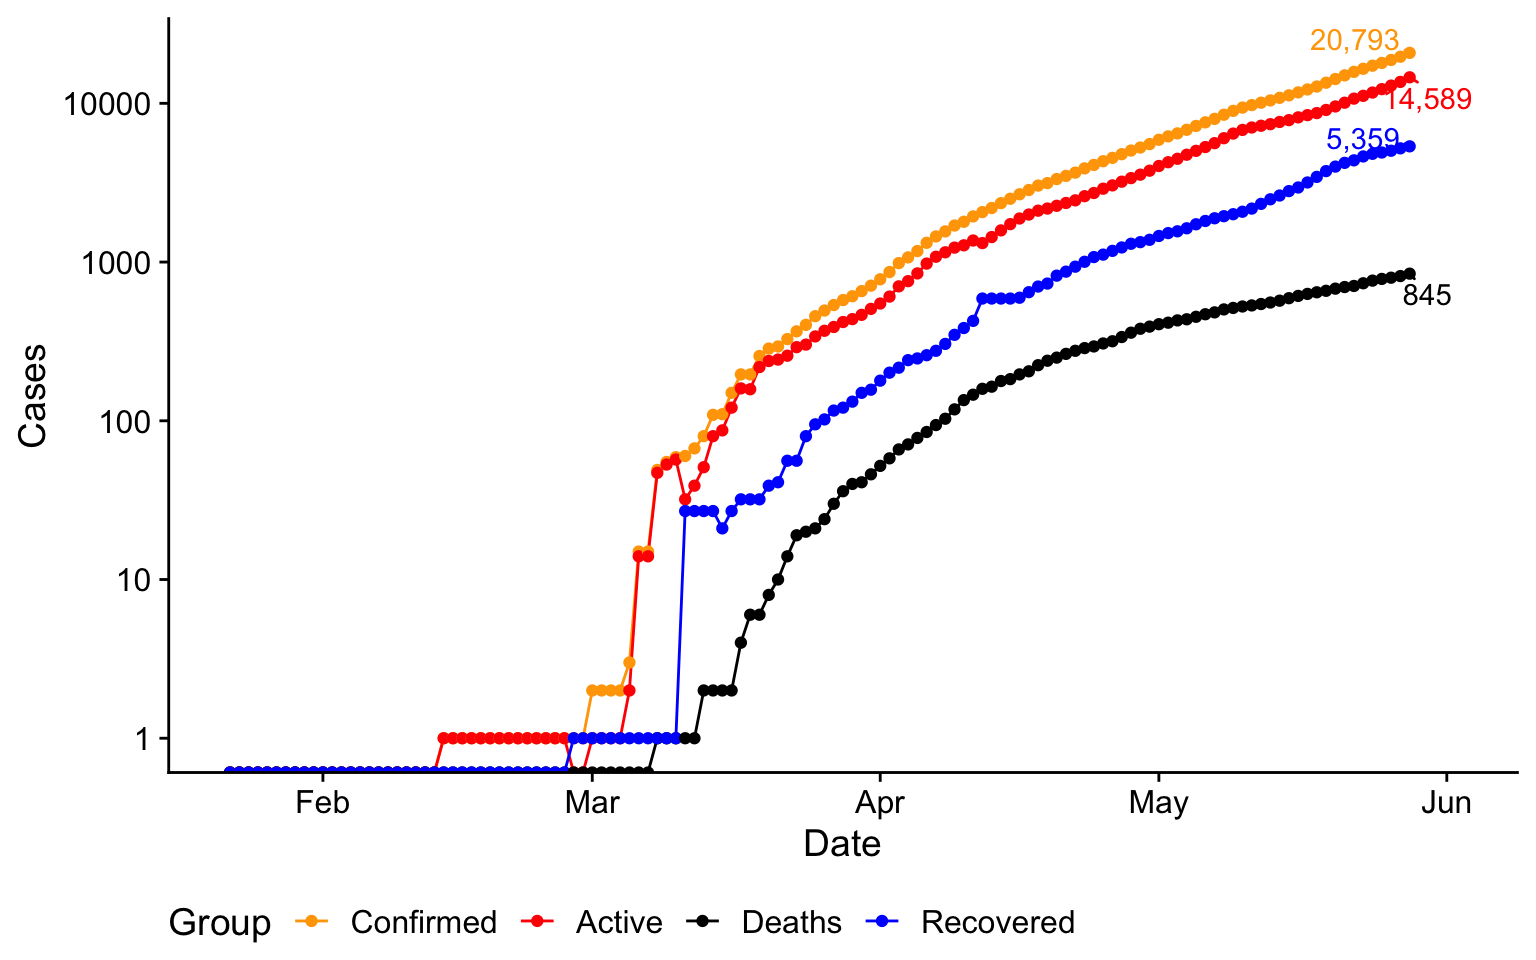 20,793
14,589
5,359
845
10000
1000
100
10
1
Cases
Feb Mar Apr May Jun
Date
Group Confirmed Active Deaths Recovered